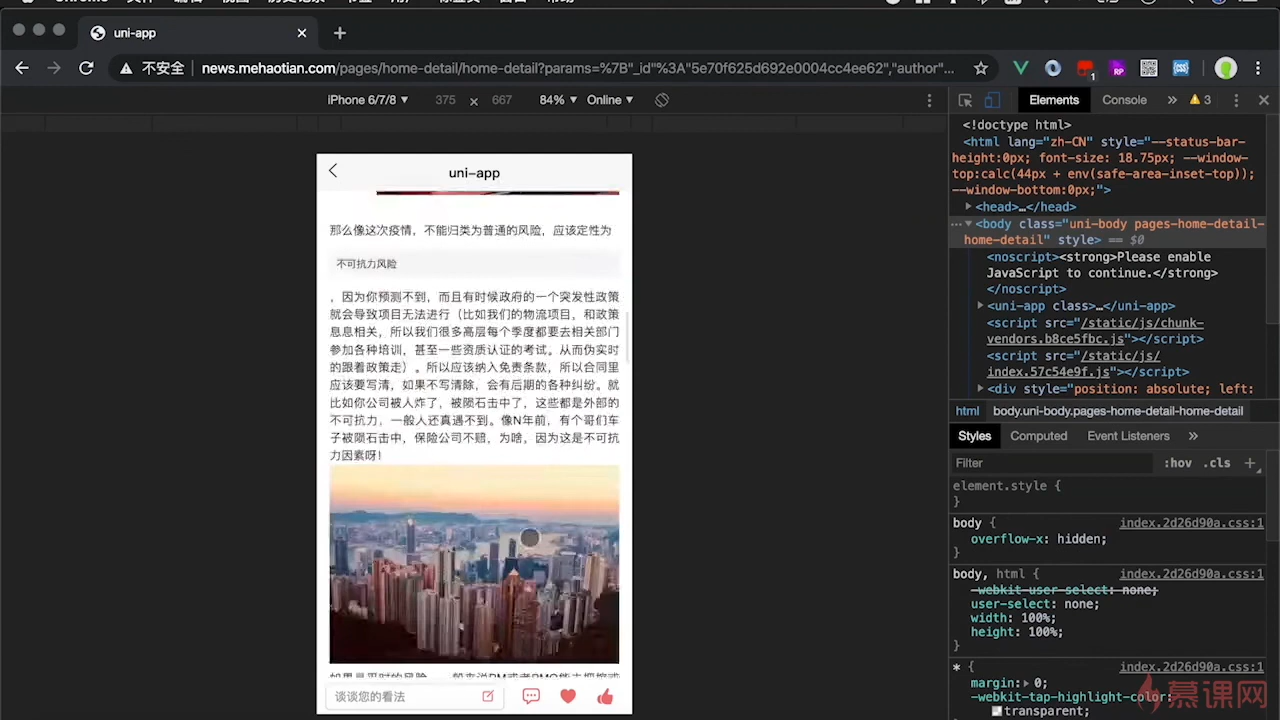 uni-app
不安全
news.mehaotian.com/pages/home-detail/home-detail?params=%7B"_id"%3A"5e70f625d692e0004cc4ee62","author"...
1
iPhone 6/7/8 ▼ 375 × 667 84% ▼ Online ▼
Elements Console » 3
uni-app
那么像这次疫情，不能归类为普通的风险，应该定性为
不可抗力风险
，因为你预测不到，而且有时候政府的一个突发性政策
就会导致项目无法进行（比如我们的物流项目，和政策
息息相关，所以我们很多高层每个季度都要去相关部门
参加各种培训，甚至一些资质认证的考试。从而伪实时
的跟着政策走）。所以应该纳入免责条款，所以合同里
应该要写清，如果不写清除，会有后期的各种纠纷。就
比如你公司被人炸了，被陨石击中了，这些都是外部的
不可抗力，一般人还真遇不到。像N年前，有个哥们车
子被陨石击中，保险公司不赔，为啥。因为这是不可抗
力因素呀！
谈谈您的看法
<!doctype html>
<html lang="zh-CN" style="--status-bar-
height:0px; font-size: 18.75px; --window-
top:calc(44px + env(safe-area-inset-top));
--window-bottom:0px;">
<head>…</head>
<body class="uni-body pages-home-detail-
home-detail" style> == $0
<noscript><strong>Please enable
JavaScript to continue.</strong>
</noscript>
<uni-app class>…</uni-app>
<script src="/static/js/chunk-
vendors.b8ce5fbc.js"></script>
<script src="/static/js/
index.57c54e9f.js"></script>
<div style="position: absolute; left:
html body.uni-body.pages-home-detail-home-detail
Styles Computed Event Listeners »
Filter :hov .cls +
element.style {
}
body { index.2d26d90a.css:1
overflow-x: hidden;
}
body, html { index.2d26d90a.css:1
-webkit-user-select: none;
user-select: none;
width: 100%;
height: 100%;
}
* { index.2d26d90a.css:1
margin: 0;
-webkit-tap-highlight-color:
transparent;
慕课网